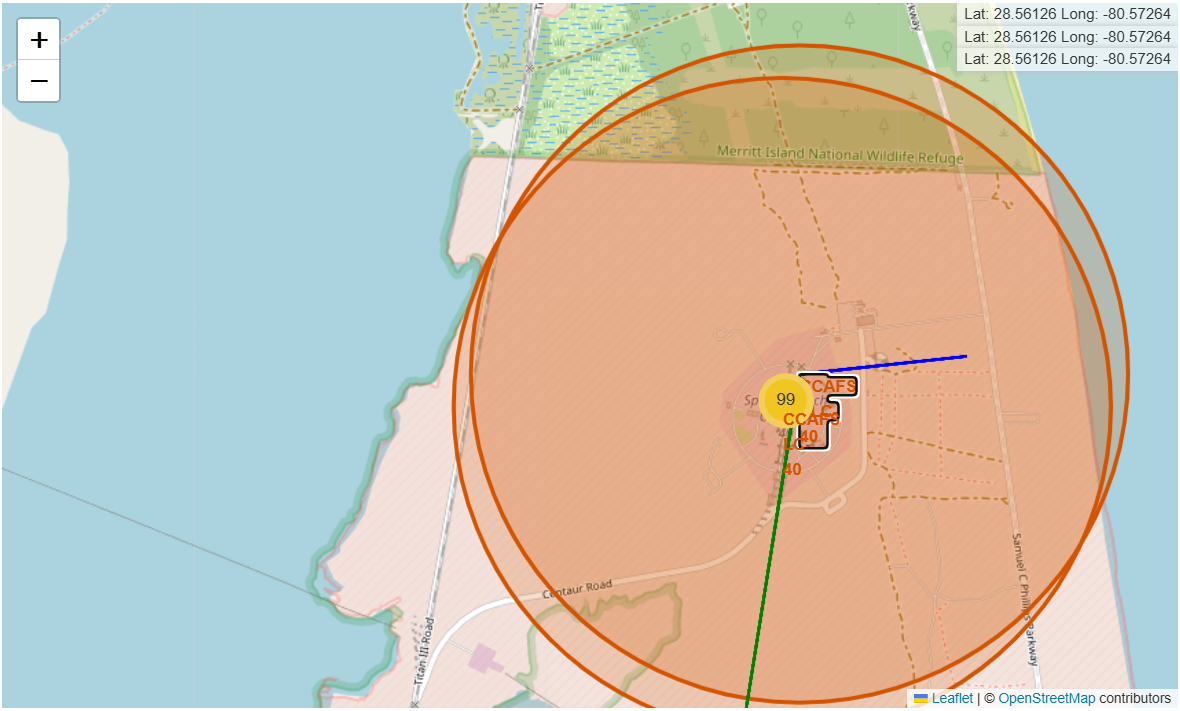 +
−
Lat: 28.56126 Long: -80.57264
Lat: 28.56126 Long: -80.57264
Lat: 28.56126 Long: -80.57264
Merritt Island National Wildlife Refuge
CCAFS
LC
40
99
CCAFS
LC
40
Centaur Road
Titan III Road
Samuel C Phillips Parkway
Leaflet | © OpenStreetMap contributors